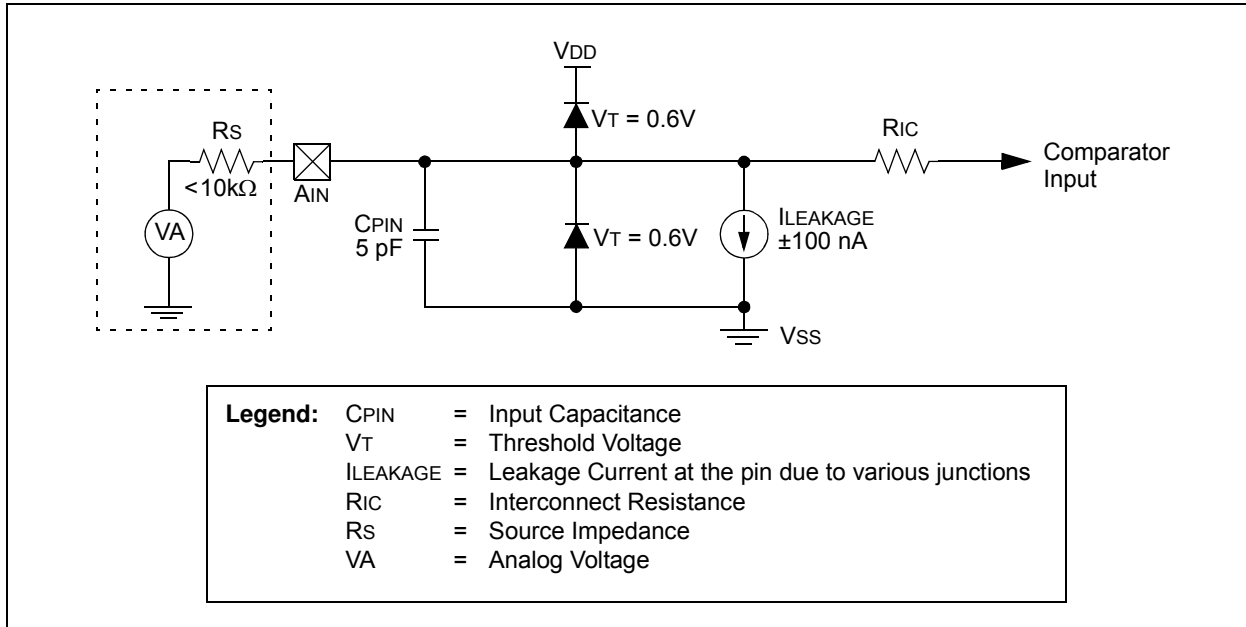 VDD
VT = 0.6V
RS
<10kΩ
AIN
VA
CPIN
5 pF
VT = 0.6V
ILEAKAGE
±100 nA
RIC
Comparator
Input
VSS
Legend: CPIN = Input Capacitance
VT = Threshold Voltage
ILEAKAGE = Leakage Current at the pin due to various junctions
RIC = Interconnect Resistance
RS = Source Impedance
VA = Analog Voltage